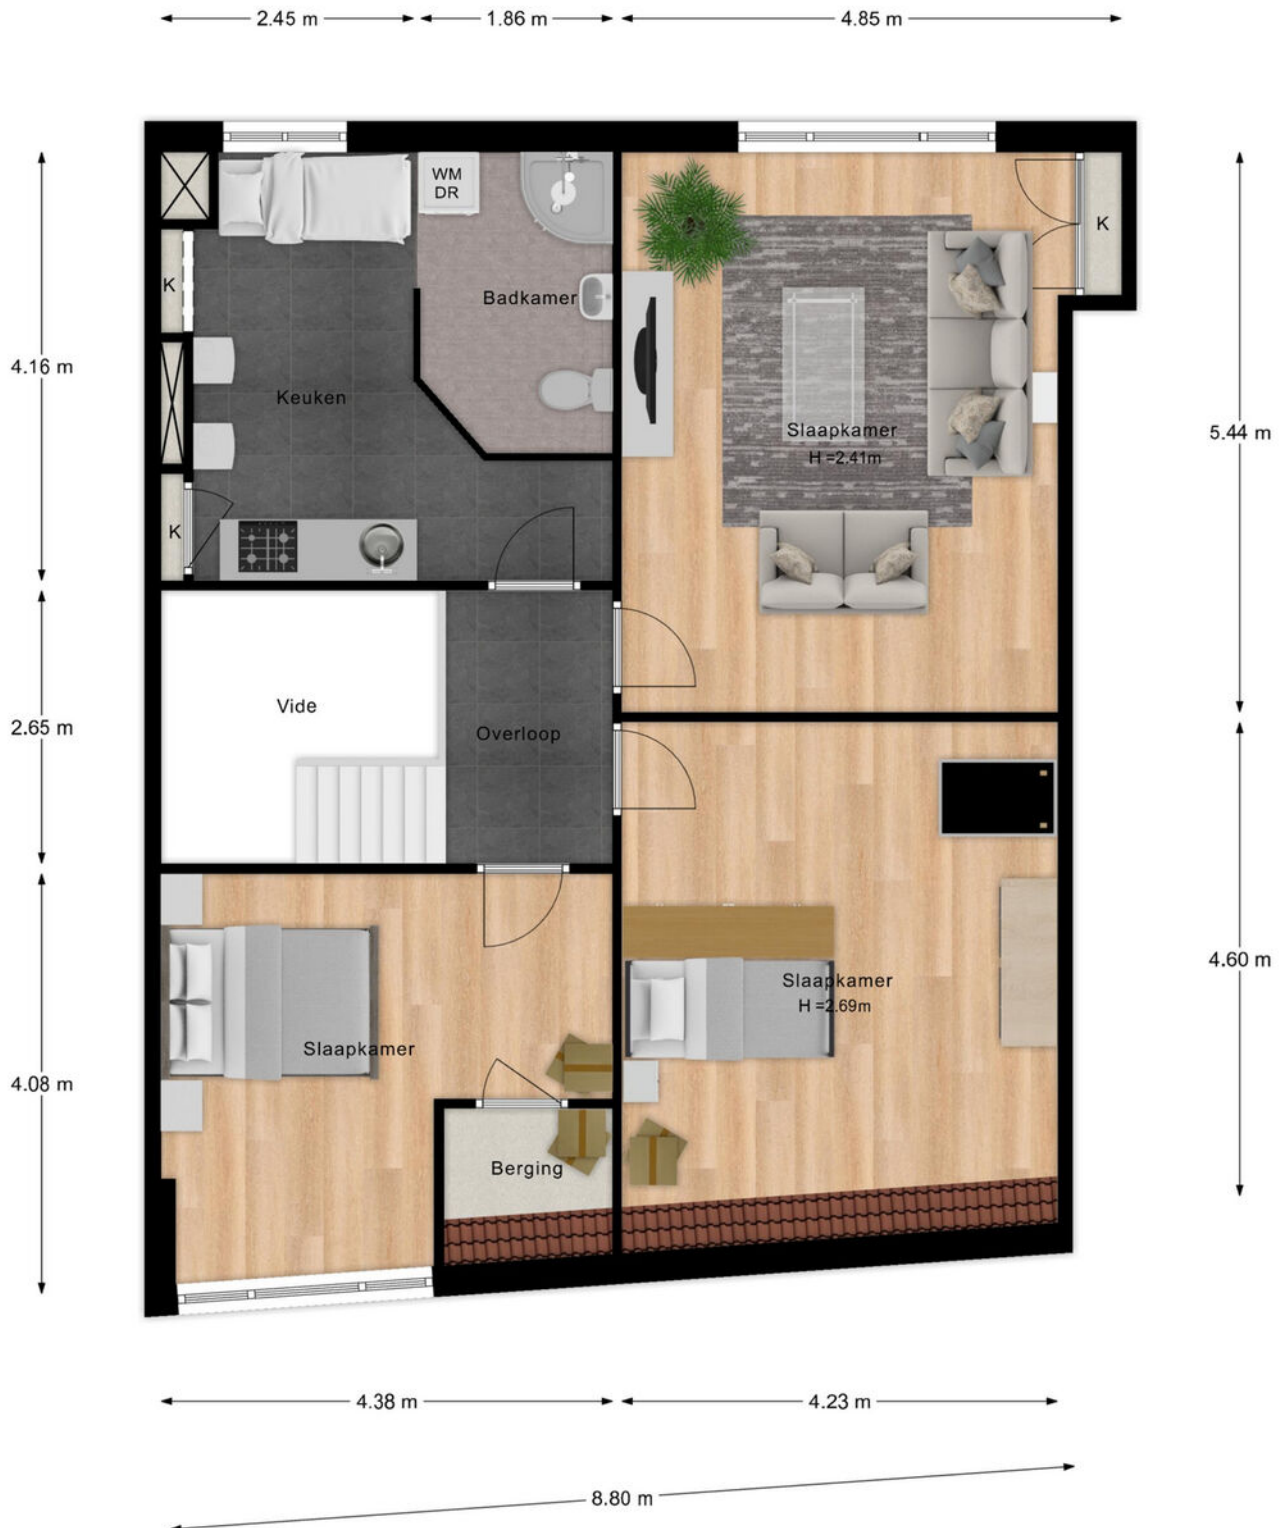 2.45 m
1.86 m
4.85 m
WM
DR
K
K
Badkamer
4.16 m
Keuken
Slaapkamer
H =2.41m
5.44 m
K
Vide
Overloop
2.65 m
4.60 m
Slaapkamer
H =2.69m
Slaapkamer
4.08 m
Berging
4.38 m
4.23 m
8.80 m